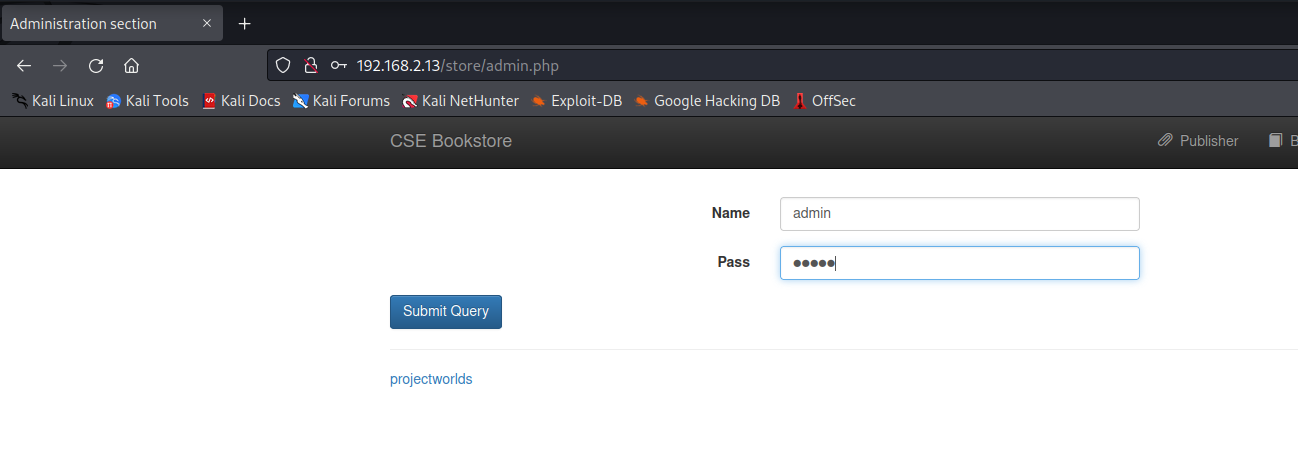 Administration section
192.168.2.13/store/admin.php
Kali Linux Kali Tools Kali Docs Kali Forums Kali NetHunter Exploit-DB Google Hacking DB OffSec
CSE Bookstore Publisher B
Name admin
Pass •••••
Submit Query
projectworlds